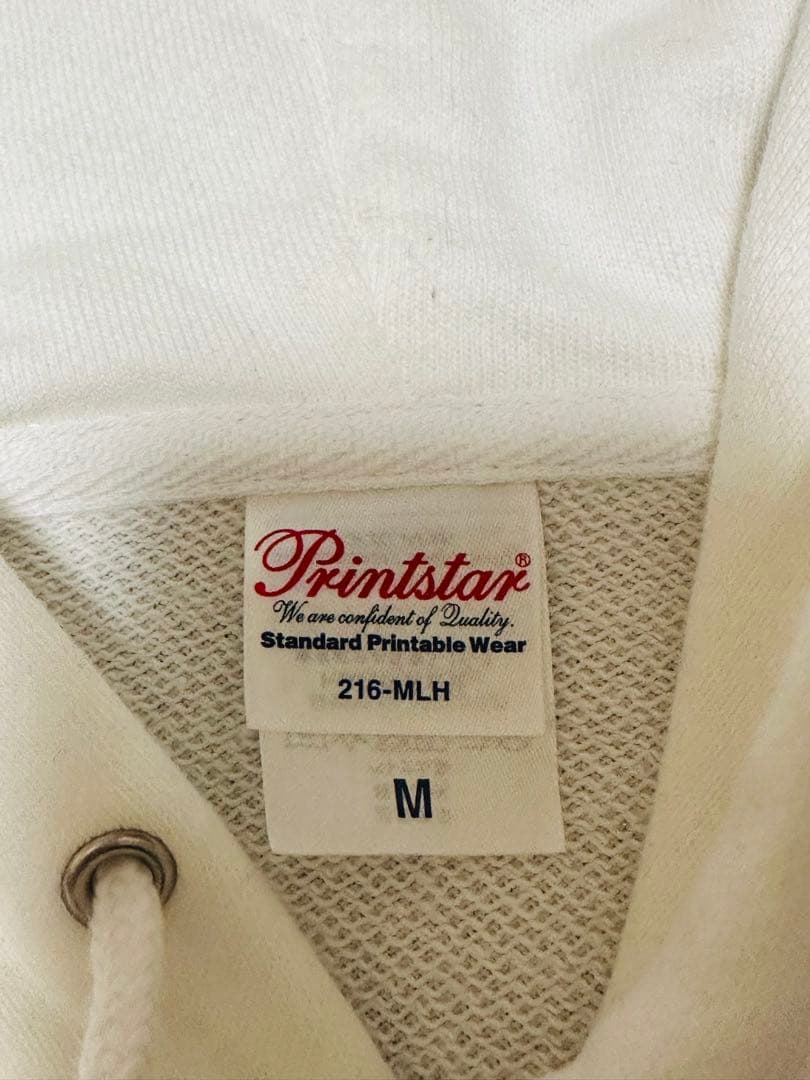 Printstar®
We are confident of Quality.
Standard Printable Wear
216-MLH
M